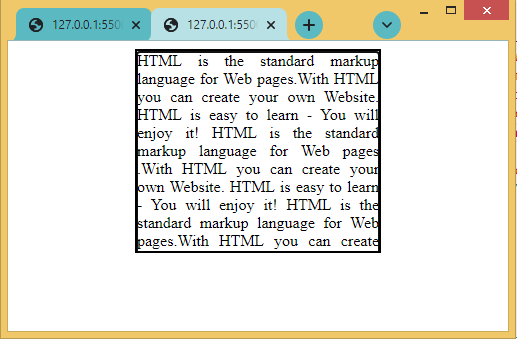 127.0.0.1:550 127.0.0.1:550
HTML is the standard markup
language for Web pages.With HTML
you can create your own Website.
HTML is easy to learn - You will
enjoy it! HTML is the standard
markup language for Web pages
.With HTML you can create your
own Website. HTML is easy to learn
- You will enjoy it! HTML is the
standard markup language for Web
pages.With HTML you can create